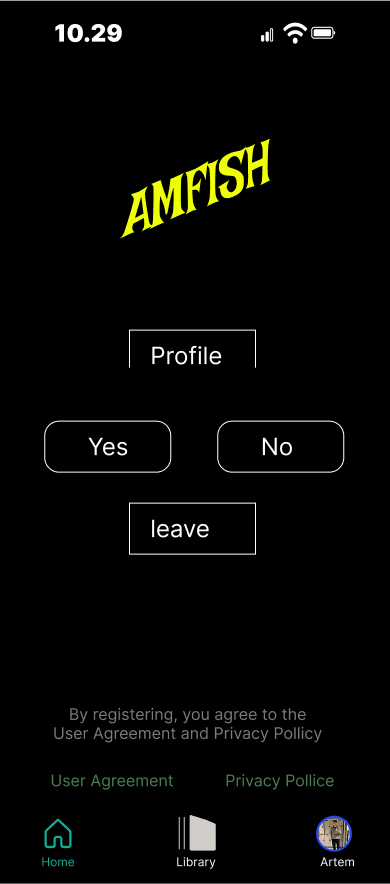 10.29
AMFISH
Profile
Yes No
leave
By registering, you agree to the
User Agreement and Privacy Pollicy
User Agreement Privacy Pollice
Home Library Artem